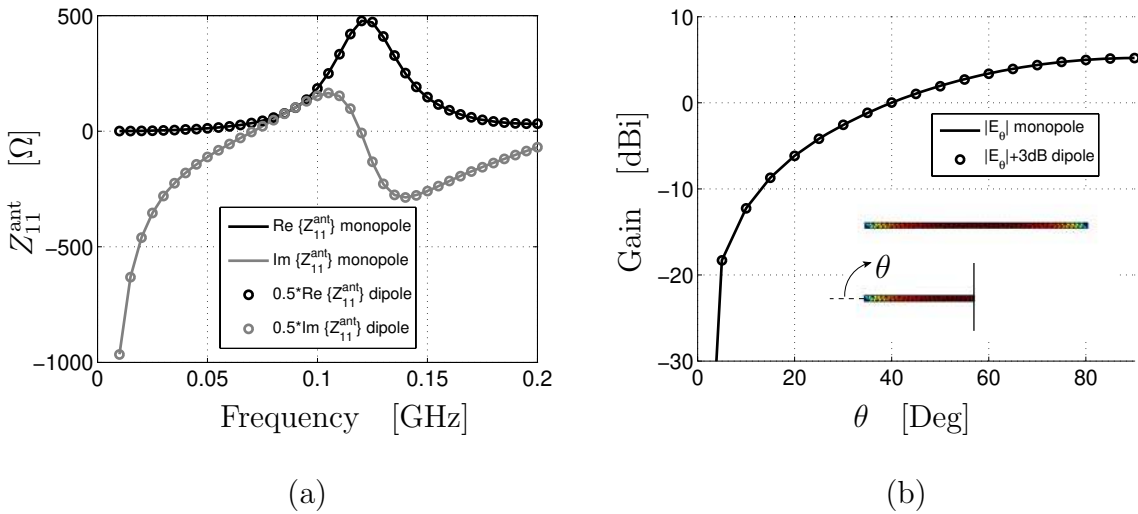 500
0
−500
−1000
Z₁₁ᵃⁿᵗ [Ω]
0
0.05
0.1
0.15
0.2
Frequency [GHz]
Re {Z₁₁ᵃⁿᵗ} monopole
Im {Z₁₁ᵃⁿᵗ} monopole
0.5*Re {Z₁₁ᵃⁿᵗ} dipole
0.5*Im {Z₁₁ᵃⁿᵗ} dipole
(a)
10
0
−10
−20
−30
Gain [dBi]
0
20
40
60
80
θ [Deg]
|E_θ| monopole
|E_θ|+3dB dipole
θ
(b)